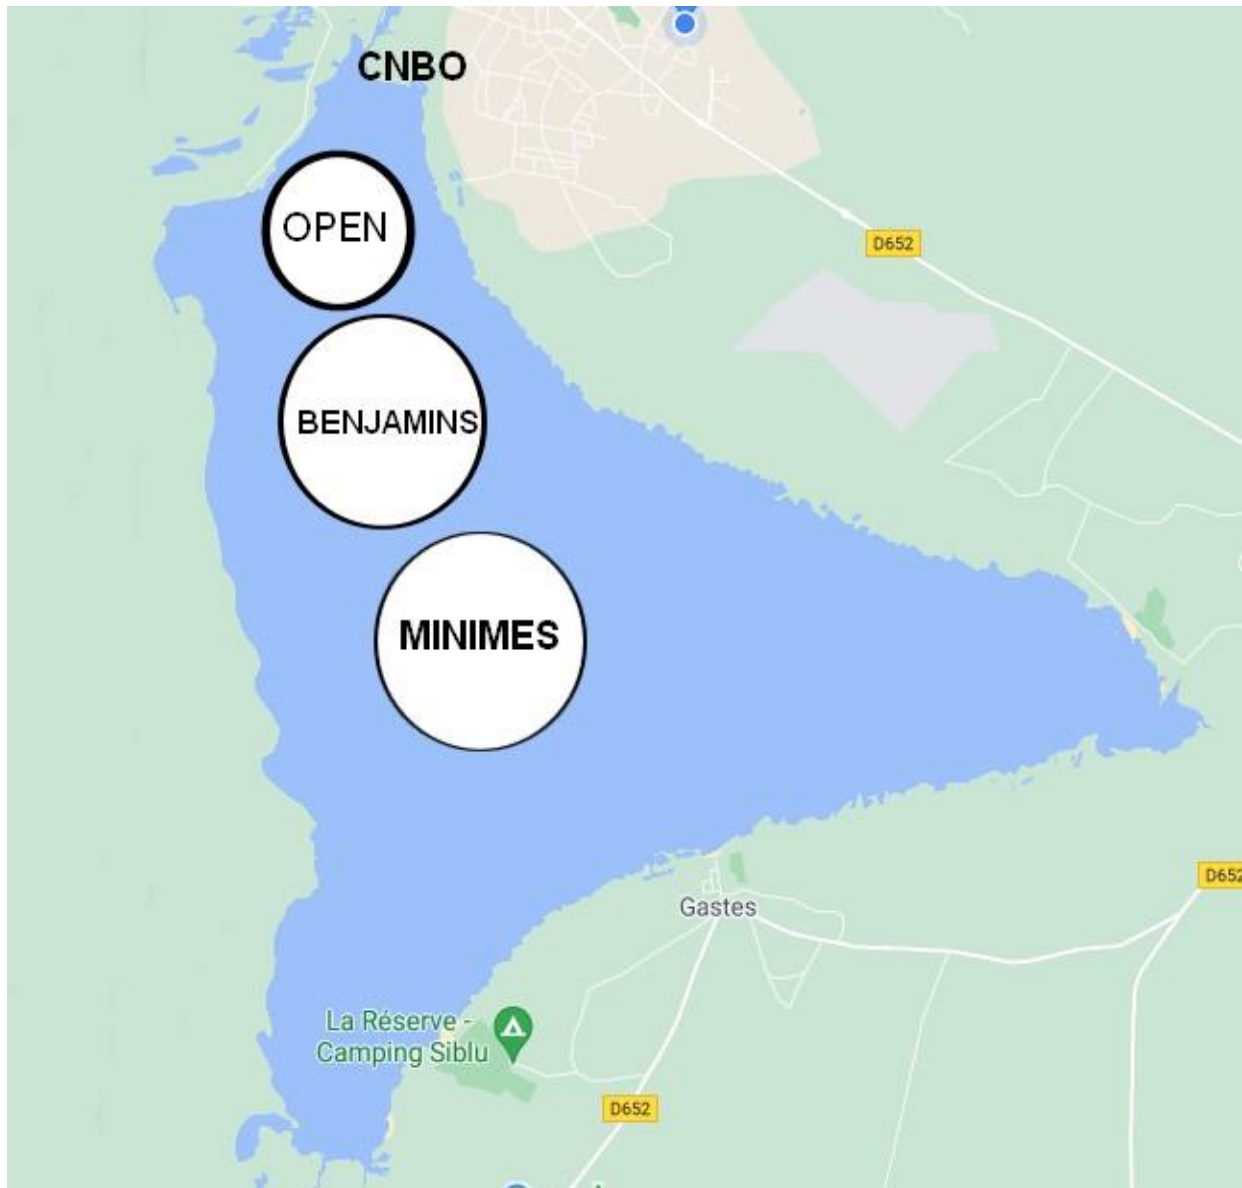 CNBO
OPEN
D652
BENJAMINS
MINIMES
D652
Gastes
La Réserve -
Camping Siblu
D652